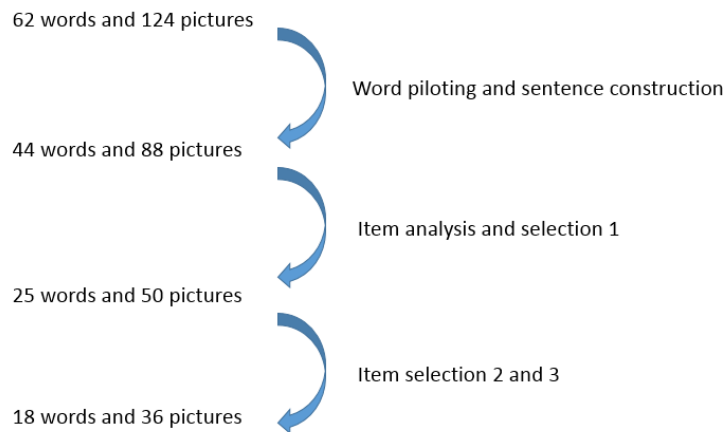 62 words and 124 pictures
Word piloting and sentence construction
44 words and 88 pictures
Item analysis and selection 1
25 words and 50 pictures
Item selection 2 and 3
18 words and 36 pictures